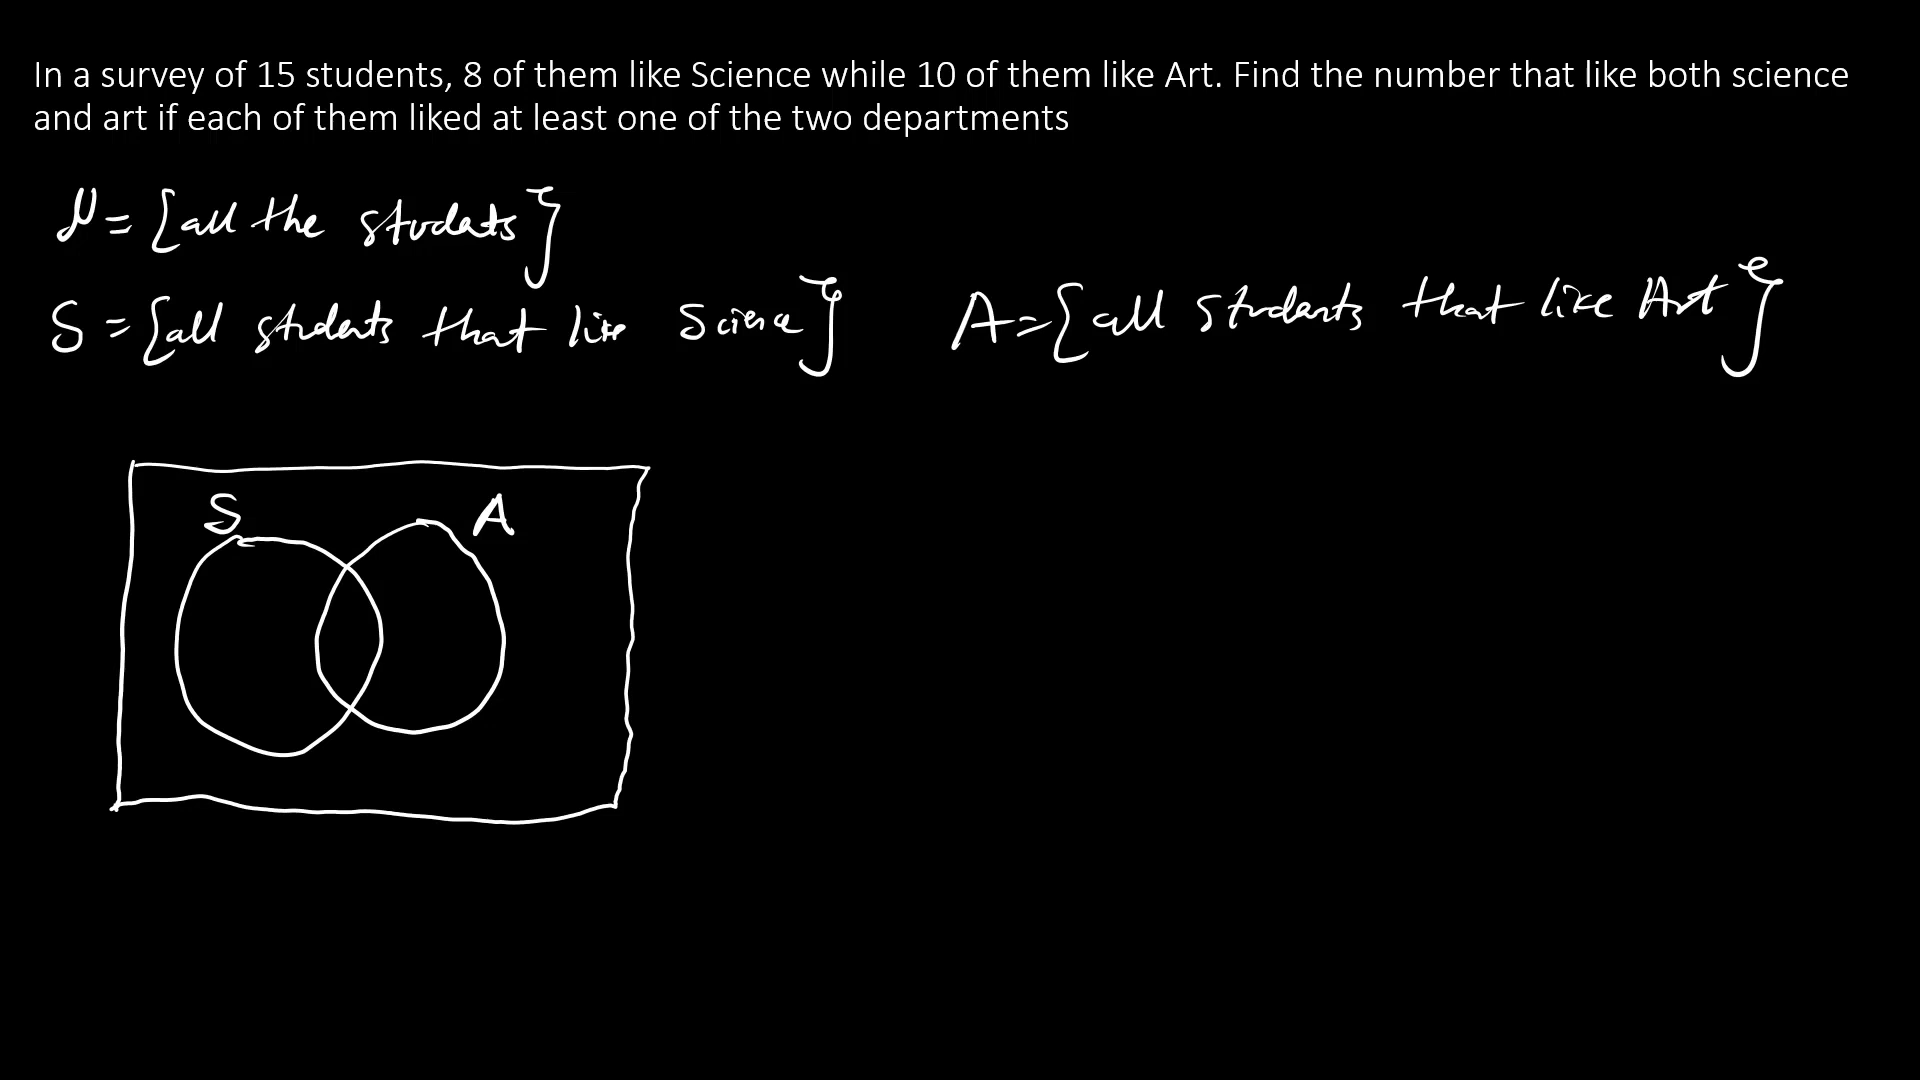 In a survey of 15 students, 8 of them like Science while 10 of them like Art. Find the number that like both science
and art if each of them liked at least one of the two departments
μ = {all the students}
S = {all students that like Science} A = {all students that like Art}
S A